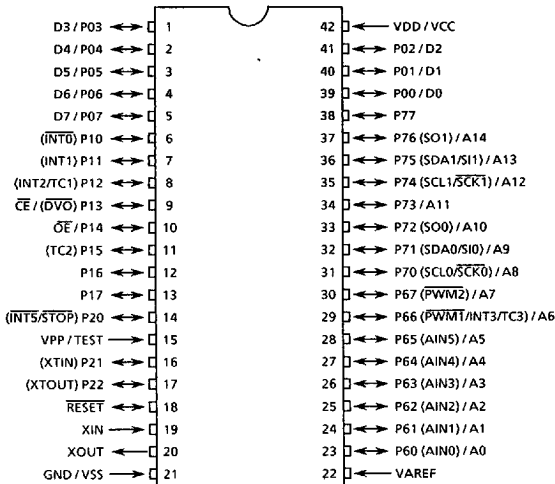 D3 / P03 1 42 VDD / VCC
D4 / P04 2 41 P02 / D2
D5 / P05 3 40 P01 / D1
D6 / P06 4 39 P00 / D0
D7 / P07 5 38 P77
(INT0) P10 6 37 P76 (SO1) / A14
(INT1) P11 7 36 P75 (SDA1/SI1) / A13
(INT2/TC1) P12 8 35 P74 (SCL1/SCK1) / A12
CE / (DVO) P13 9 34 P73 / A11
OE / P14 10 33 P72 (SO0) / A10
(TC2) P15 11 32 P71 (SDA0/SI0) / A9
P16 12 31 P70 (SCL0/SCK0) / A8
P17 13 30 P67 (PWM2) / A7
(INT5/STOP) P20 14 29 P66 (PWM1/INT3/TC3) / A6
VPP / TEST 15 28 P65 (AIN5) / A5
(XTIN) P21 16 27 P64 (AIN4) / A4
(XTOUT) P22 17 26 P63 (AIN3) / A3
RESET 18 25 P62 (AIN2) / A2
XIN 19 24 P61 (AIN1) / A1
XOUT 20 23 P60 (AIN0) / A0
GND / VSS 21 22 VAREF